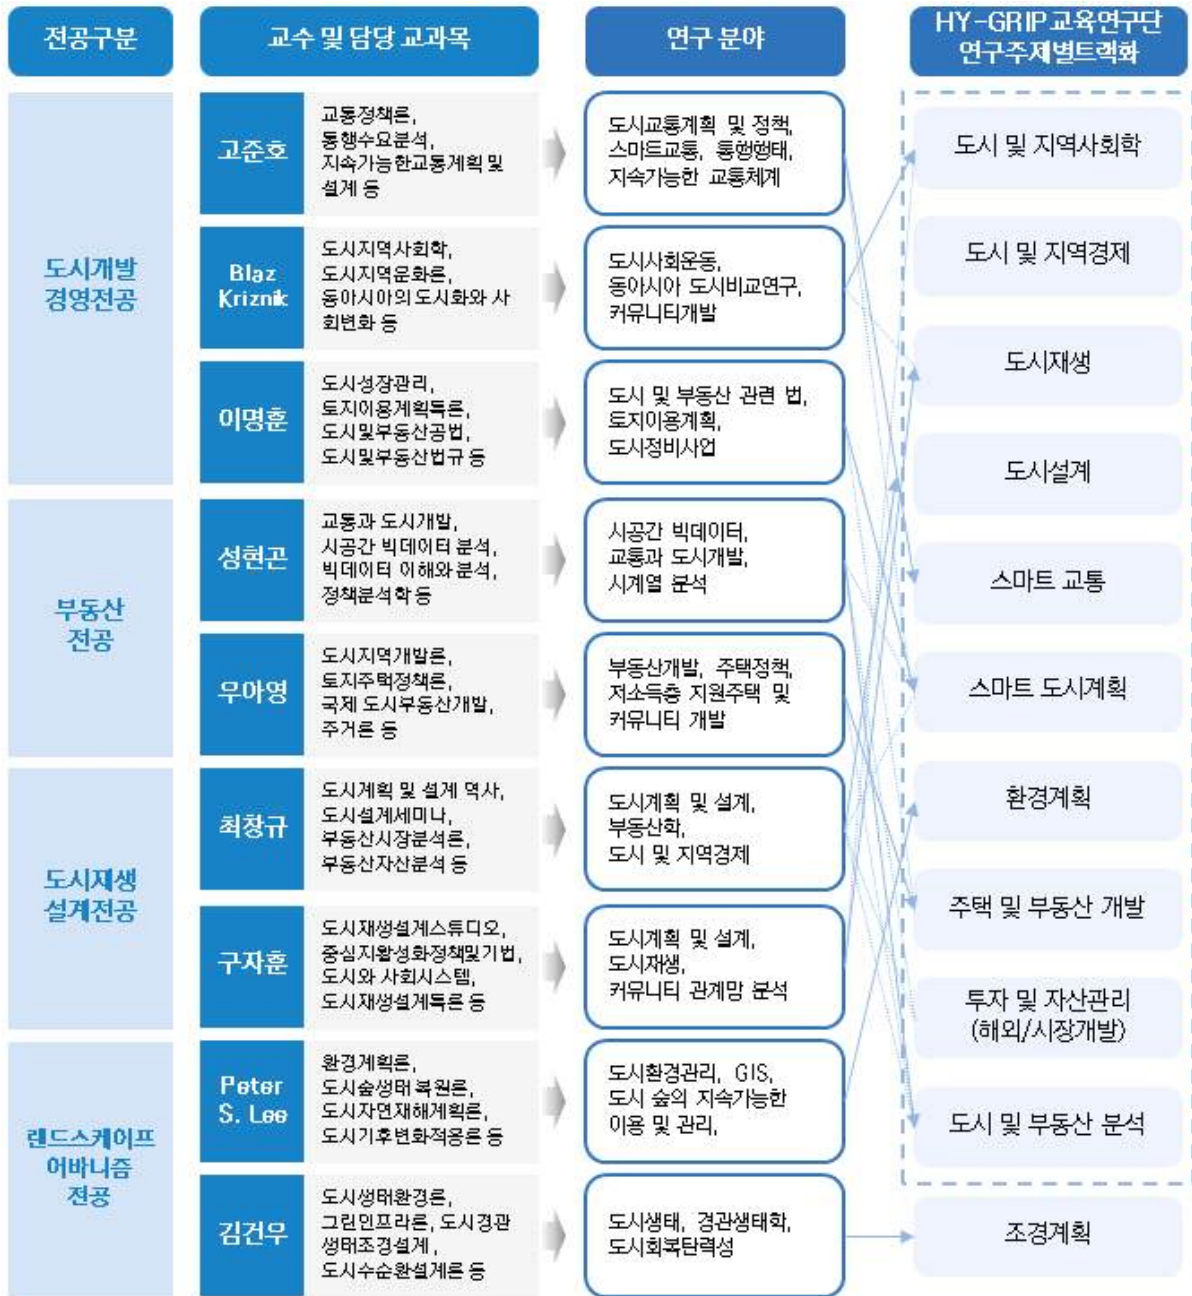 전공구분
교수 및 담당 교과목
연구 분야
HY-GRIP교육연구단
연구주제별트랙화
도시개발
경영전공
고준호
교통정책론,
통행수요분석,
지속가능한교통계획 및
설계 등
도시교통계획 및 정책,
스마트교통, 통행행태,
지속가능한 교통체계
Blaz
Kriznik
도시지역사회학,
도시지역문화론,
동아시아의 도시화와 사
회변화 등
도시사회운동,
동아시아 도시비교연구,
커뮤니티개발
이명훈
도시성장관리,
토지이용계획특론,
도시및부동산공법,
도시및부동산법규 등
도시 및 부동산 관련 법,
토지이용계획,
도시정비사업
부동산
전공
성현곤
교통과 도시개발,
시공간 빅데이터 분석,
빅데이터 이해와 분석,
정책분석학 등
시공간 빅데이터,
교통과 도시개발,
시계열 분석
우아영
도시지역개발론,
토지주택정책론,
국제 도시부동산개발,
주거론 등
부동산개발, 주택정책,
저소득층 지원주택 및
커뮤니티 개발
도시재생
설계전공
최창규
도시계획 및 설계 역사,
도시설계세미나,
부동산시장분석론,
부동산자산분석 등
도시계획 및 설계,
부동산학,
도시 및 지역경제
구자훈
도시재생설계스튜디오,
중심지활성화정책및기법,
도시와 사회시스템,
도시재생설계특론 등
도시계획 및 설계,
도시재생,
커뮤니티 관계망 분석
랜드스케이프
어바니즘
전공
Peter
S. Lee
환경계획론,
도시숲생태 복원론,
도시자연재해계획론,
도시기후변화적응론 등
도시환경관리, GIS,
도시 숲의 지속가능한
이용 및 관리,
김건우
도시생태환경론,
그린인프라론, 도시경관
생태조경설계,
도시수순환설계론 등
도시생태, 경관생태학,
도시회복탄력성
도시 및 지역사회학
도시 및 지역경제
도시재생
도시설계
스마트 교통
스마트 도시계획
환경계획
주택 및 부동산 개발
투자 및 자산관리
(해외/시장개발)
도시 및 부동산 분석
조경계획